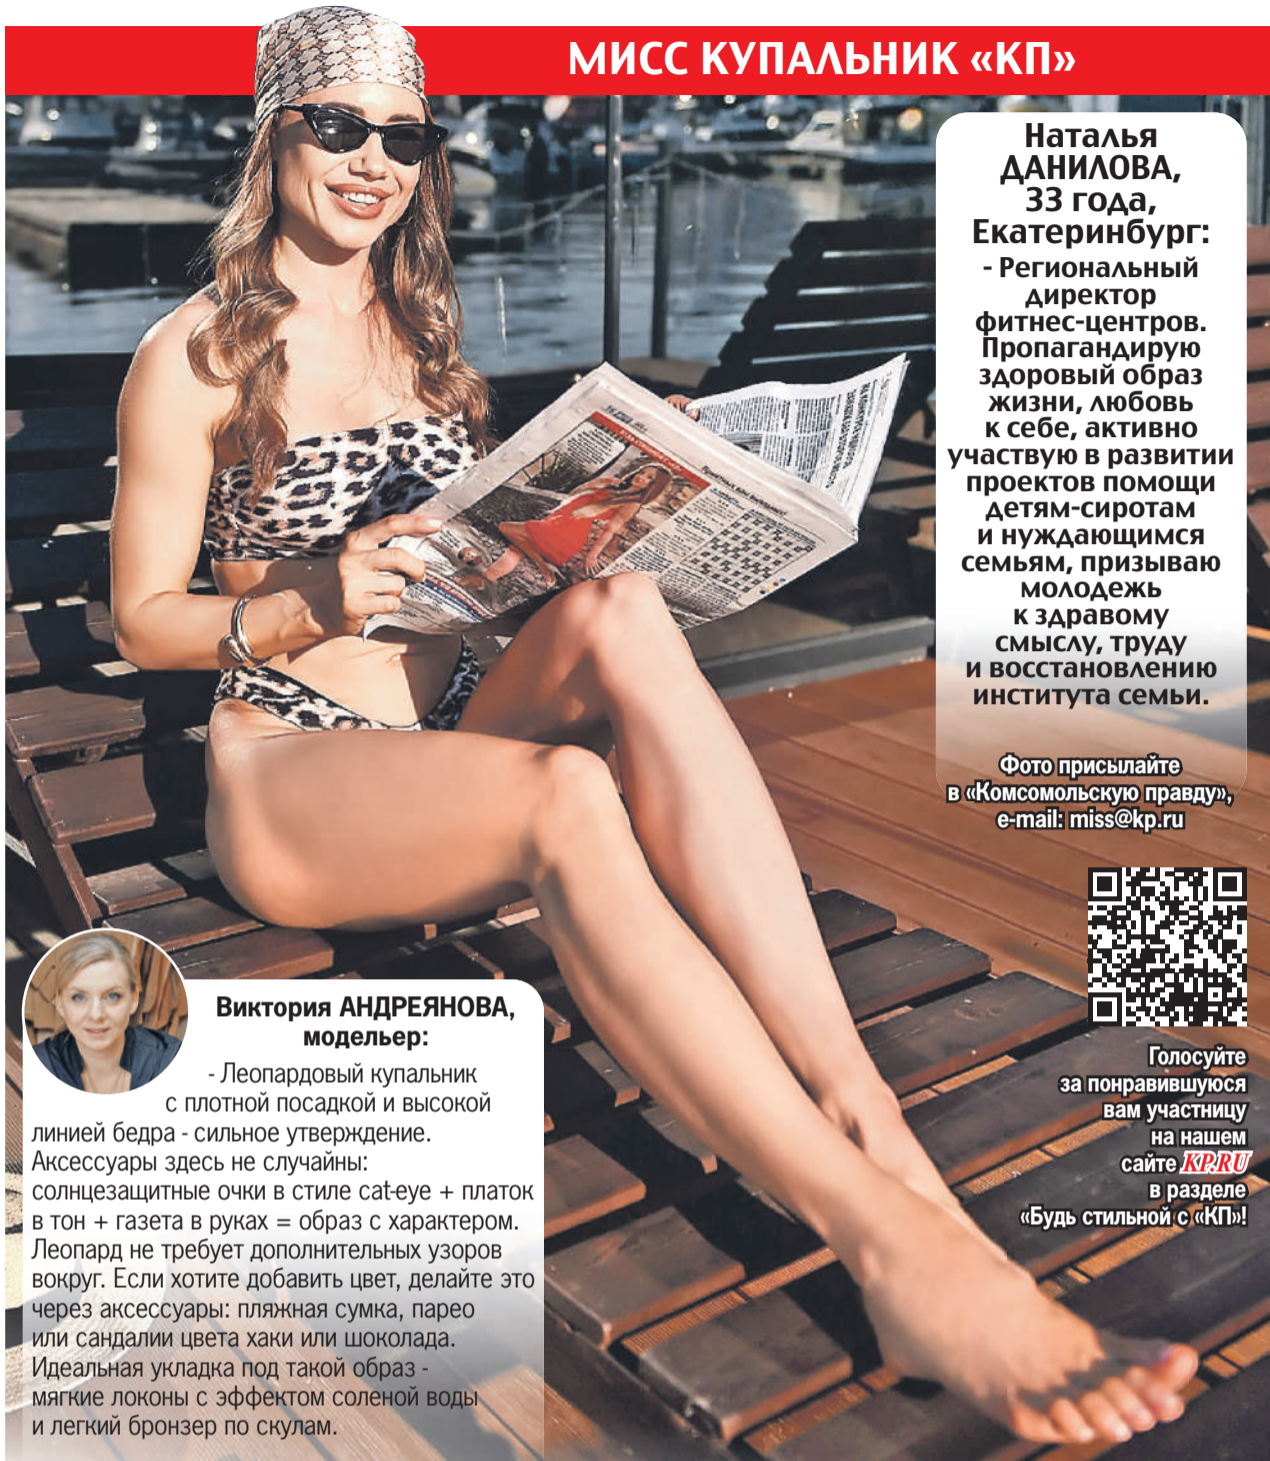 МИСС КУПАЛЬНИК «КП»
Наталья
ДАНИЛОВА,
33 года,
Екатеринбург:
- Региональный
директор
фитнес-центров.
Пропагандирую
здоровый образ
жизни, любовь
к себе, активно
участвую в развитии
проектов помощи
детям-сиротам
и нуждающимся
семьям, призываю
молодежь
к здравому
смыслу, труду
и восстановлению
института семьи.
Фото присылайте
в «Комсомольскую правду»,
e-mail: miss@kp.ru
Голосуйте
за понравившуюся
вам участницу
на нашем
сайте KP.RU
в разделе
«Будь стильной с «КП»!
Виктория АНДРЕЯНОВА,
модельер:
- Леопардовый купальник
с плотной посадкой и высокой
линией бедра - сильное утверждение.
Аксессуары здесь не случайны:
солнцезащитные очки в стиле cat-eye + платок
в тон + газета в руках = образ с характером.
Леопард не требует дополнительных узоров
вокруг. Если хотите добавить цвет, делайте это
через аксессуары: пляжная сумка, парео
или сандалии цвета хаки или шоколада.
Идеальная укладка под такой образ -
мягкие локоны с эффектом соленой воды
и легкий бронзер по скулам.